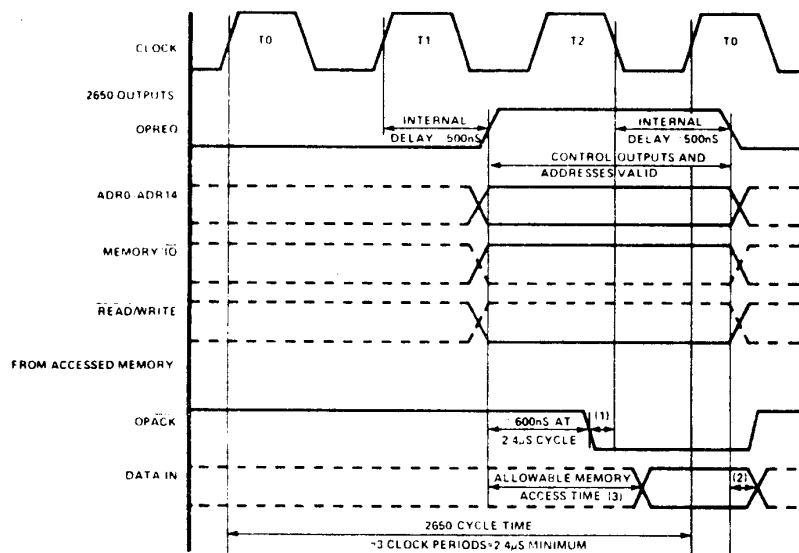 T0 T1 T2 T0
CLOCK
2650 OUTPUTS
OPREQ
INTERNAL
DELAY 500nS
INTERNAL
DELAY 500nS
CONTROL OUTPUTS AND
ADDRESSES VALID
ADR0-ADR14
MEMORY/IO
READ/WRITE
FROM ACCESSED MEMORY
OPACK
600nS AT
2.4µS CYCLE
(1)
DATA IN
ALLOWABLE MEMORY
ACCESS TIME (3)
(2)
2650 CYCLE TIME
=3 CLOCK PERIODS=2.4µS MINIMUM